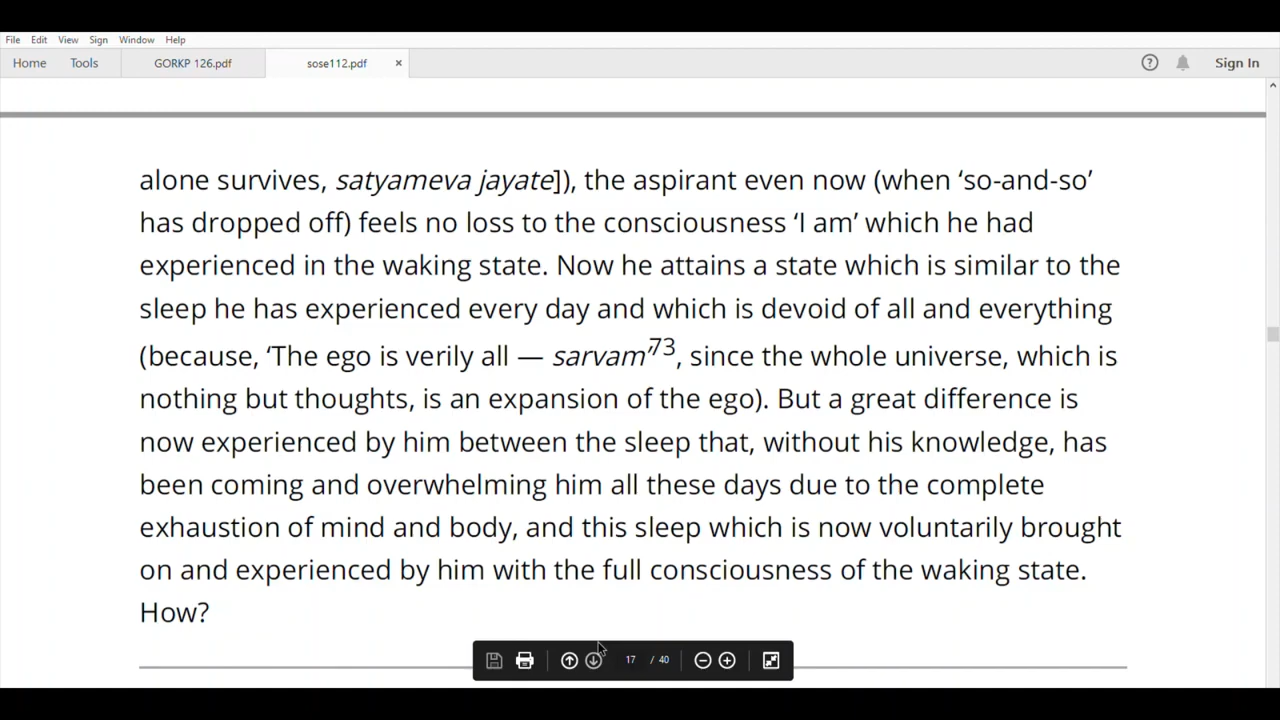 File Edit View Sign Window Help
Home Tools GORKP 126.pdf sose112.pdf × ? Sign In
alone survives, satyameva jayate]), the aspirant even now (when ‘so-and-so’
has dropped off) feels no loss to the consciousness ‘I am’ which he had
experienced in the waking state. Now he attains a state which is similar to the
sleep he has experienced every day and which is devoid of all and everything
(because, ‘The ego is verily all — sarvam’73, since the whole universe, which is
nothing but thoughts, is an expansion of the ego). But a great difference is
now experienced by him between the sleep that, without his knowledge, has
been coming and overwhelming him all these days due to the complete
exhaustion of mind and body, and this sleep which is now voluntarily brought
on and experienced by him with the full consciousness of the waking state.
How?
17 / 40